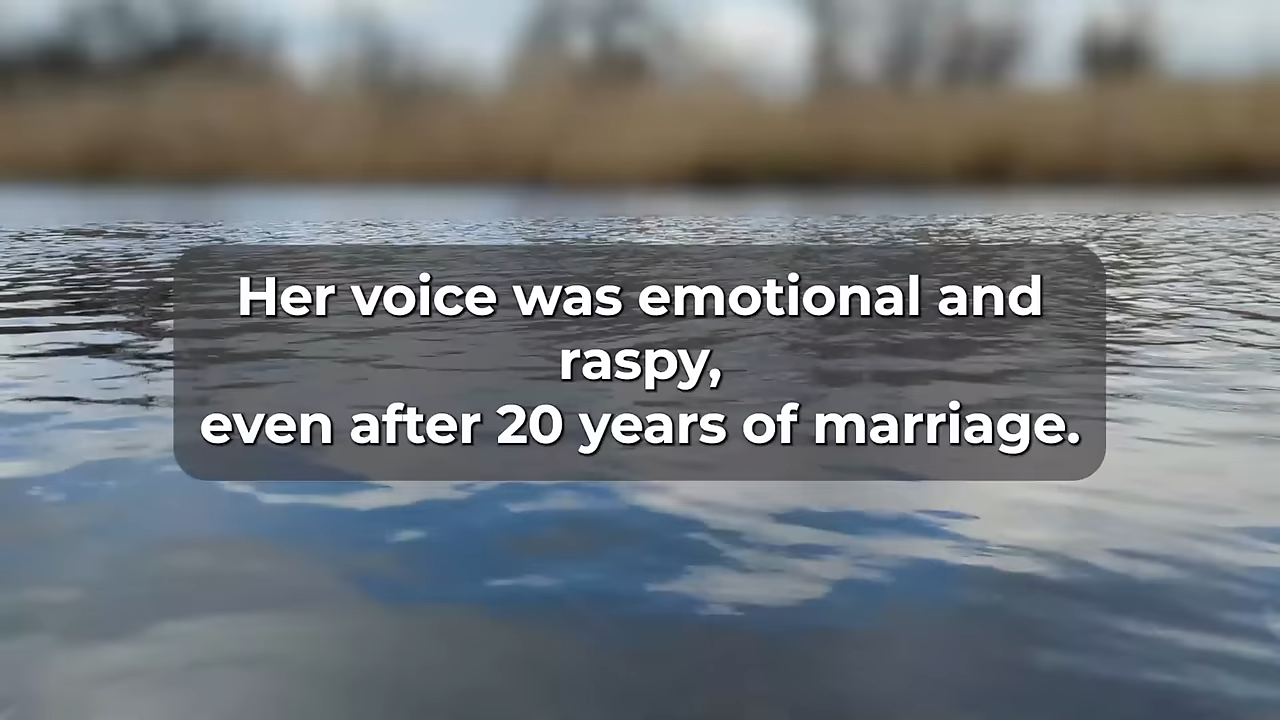 Her voice was emotional and
raspy,
even after 20 years of marriage.